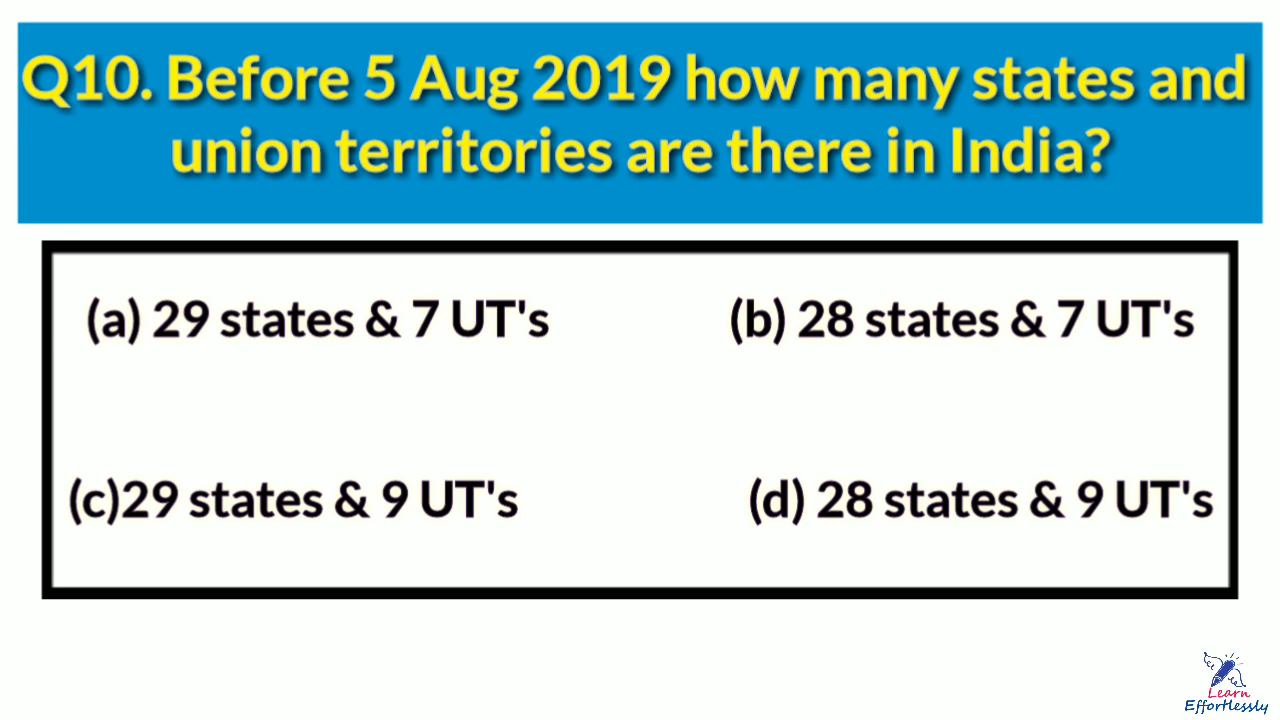 Q10. Before 5 Aug 2019 how many states and
union territories are there in India?
(a) 29 states & 7 UT's
(b) 28 states & 7 UT's
(c)29 states & 9 UT's
(d) 28 states & 9 UT's
Learn
Effortlessly